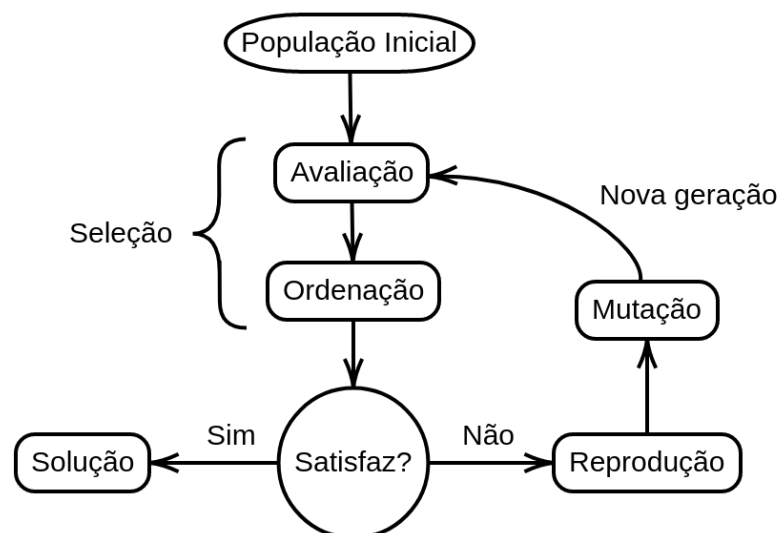 População Inicial
Avaliação
Nova geração
Seleção
Ordenação
Mutação
Sim
Não
Solução
Satisfaz?
Reprodução